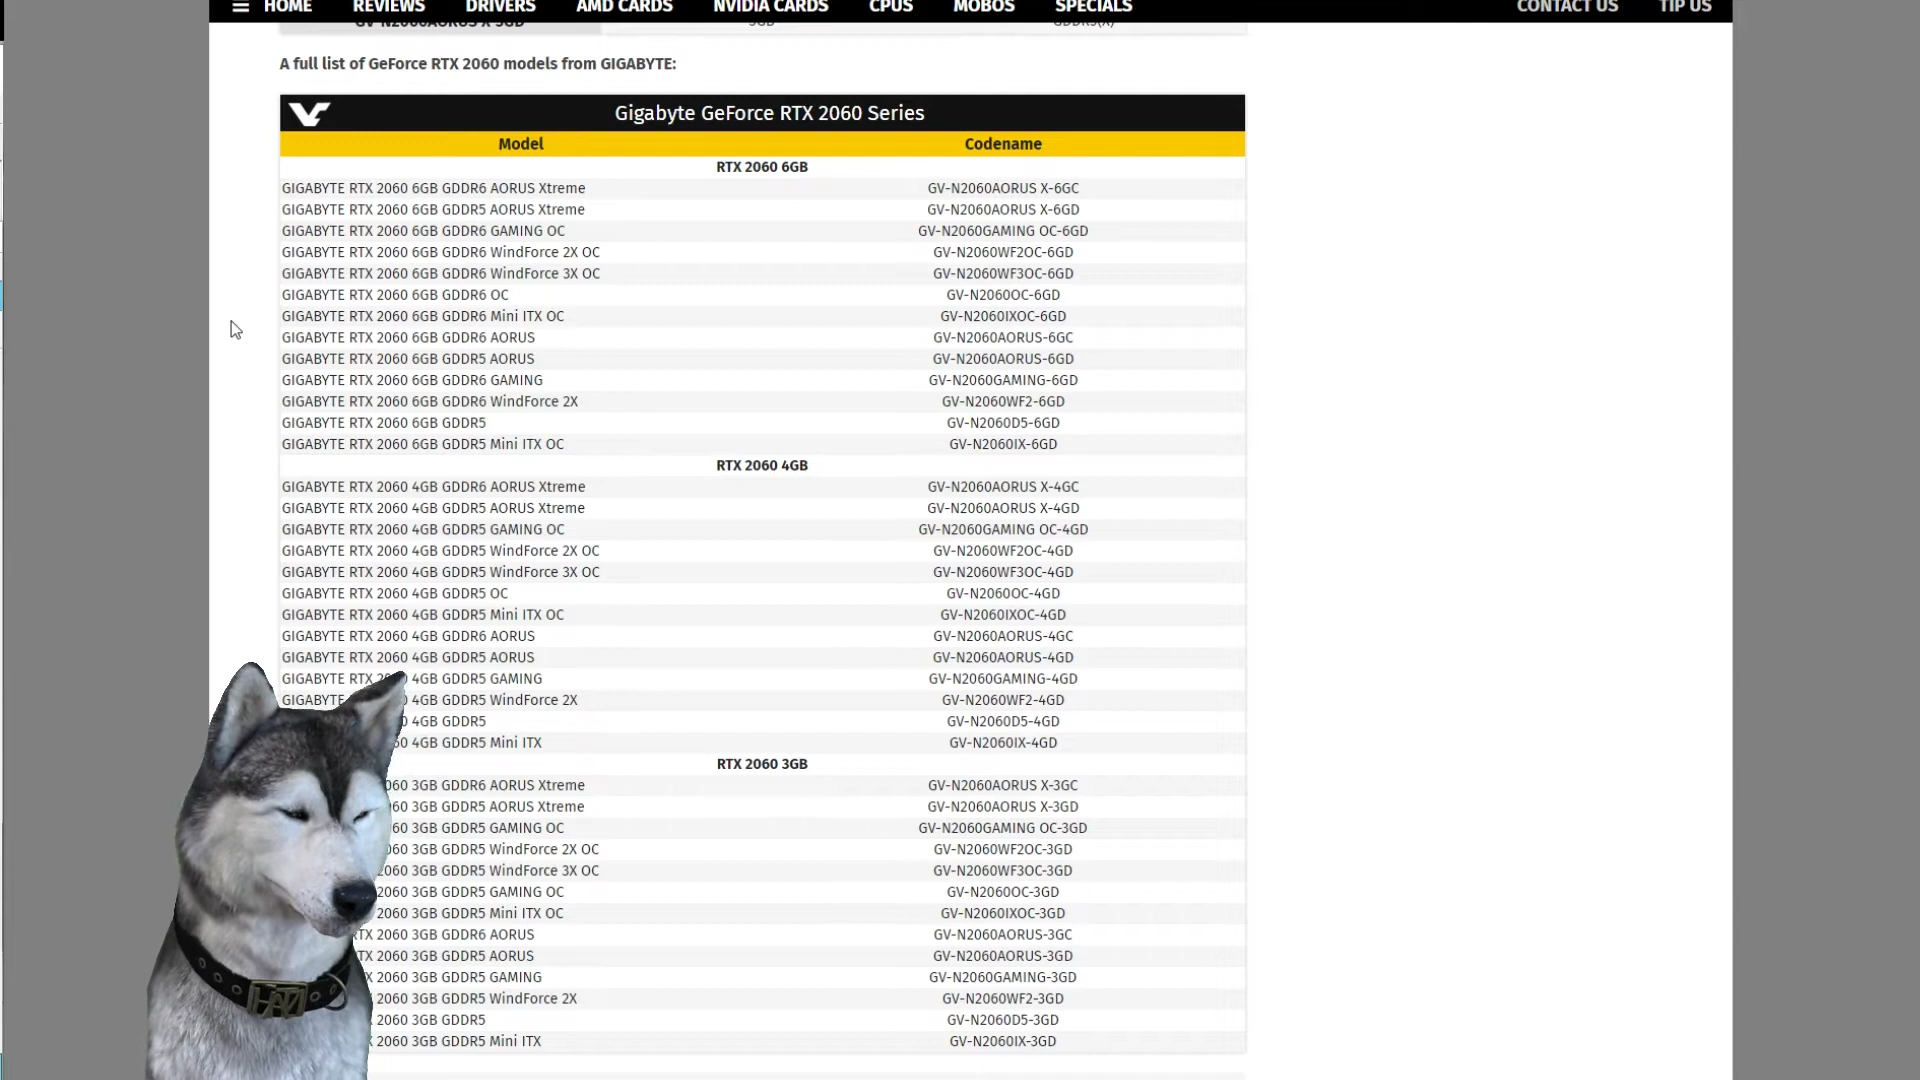 HOME REVIEWS DRIVERS AMD CARDS NVIDIA CARDS CPUS MOBOS SPECIALS CONTACT US TIP US
GV-N2060AORUS X-3GD 3GB GDDR5(X)
A full list of GeForce RTX 2060 models from GIGABYTE:
Gigabyte GeForce RTX 2060 Series
Model Codename
RTX 2060 6GB
GIGABYTE RTX 2060 6GB GDDR6 AORUS Xtreme GV-N2060AORUS X-6GC
GIGABYTE RTX 2060 6GB GDDR5 AORUS Xtreme GV-N2060AORUS X-6GD
GIGABYTE RTX 2060 6GB GDDR6 GAMING OC GV-N2060GAMING OC-6GD
GIGABYTE RTX 2060 6GB GDDR6 WindForce 2X OC GV-N2060WF2OC-6GD
GIGABYTE RTX 2060 6GB GDDR6 WindForce 3X OC GV-N2060WF3OC-6GD
GIGABYTE RTX 2060 6GB GDDR6 OC GV-N2060OC-6GD
GIGABYTE RTX 2060 6GB GDDR6 Mini ITX OC GV-N2060IXOC-6GD
GIGABYTE RTX 2060 6GB GDDR6 AORUS GV-N2060AORUS-6GC
GIGABYTE RTX 2060 6GB GDDR5 AORUS GV-N2060AORUS-6GD
GIGABYTE RTX 2060 6GB GDDR6 GAMING GV-N2060GAMING-6GD
GIGABYTE RTX 2060 6GB GDDR6 WindForce 2X GV-N2060WF2-6GD
GIGABYTE RTX 2060 6GB GDDR5 GV-N2060D5-6GD
GIGABYTE RTX 2060 6GB GDDR5 Mini ITX OC GV-N2060IX-6GD
RTX 2060 4GB
GIGABYTE RTX 2060 4GB GDDR6 AORUS Xtreme GV-N2060AORUS X-4GC
GIGABYTE RTX 2060 4GB GDDR5 AORUS Xtreme GV-N2060AORUS X-4GD
GIGABYTE RTX 2060 4GB GDDR5 GAMING OC GV-N2060GAMING OC-4GD
GIGABYTE RTX 2060 4GB GDDR5 WindForce 2X OC GV-N2060WF2OC-4GD
GIGABYTE RTX 2060 4GB GDDR5 WindForce 3X OC GV-N2060WF3OC-4GD
GIGABYTE RTX 2060 4GB GDDR5 OC GV-N2060OC-4GD
GIGABYTE RTX 2060 4GB GDDR5 Mini ITX OC GV-N2060IXOC-4GD
GIGABYTE RTX 2060 4GB GDDR6 AORUS GV-N2060AORUS-4GC
GIGABYTE RTX 2060 4GB GDDR5 AORUS GV-N2060AORUS-4GD
GIGABYTE RTX 4GB GDDR5 GAMING GV-N2060GAMING-4GD
GIGABYTE 4GB GDDR5 WindForce 2X GV-N2060WF2-4GD
4GB GDDR5 GV-N2060D5-4GD
4GB GDDR5 Mini ITX GV-N2060IX-4GD
RTX 2060 3GB
3GB GDDR6 AORUS Xtreme GV-N2060AORUS X-3GC
3GB GDDR5 AORUS Xtreme GV-N2060AORUS X-3GD
3GB GDDR5 GAMING OC GV-N2060GAMING OC-3GD
3GB GDDR5 WindForce 2X OC GV-N2060WF2OC-3GD
2060 3GB GDDR5 WindForce 3X OC GV-N2060WF3OC-3GD
2060 3GB GDDR5 GAMING OC GV-N2060OC-3GD
2060 3GB GDDR5 Mini ITX OC GV-N2060IXOC-3GD
RTX 2060 3GB GDDR6 AORUS GV-N2060AORUS-3GC
2060 3GB GDDR5 AORUS GV-N2060AORUS-3GD
2060 3GB GDDR5 GAMING GV-N2060GAMING-3GD
2060 3GB GDDR5 WindForce 2X GV-N2060WF2-3GD
2060 3GB GDDR5 GV-N2060D5-3GD
2060 3GB GDDR5 Mini ITX GV-N2060IX-3GD